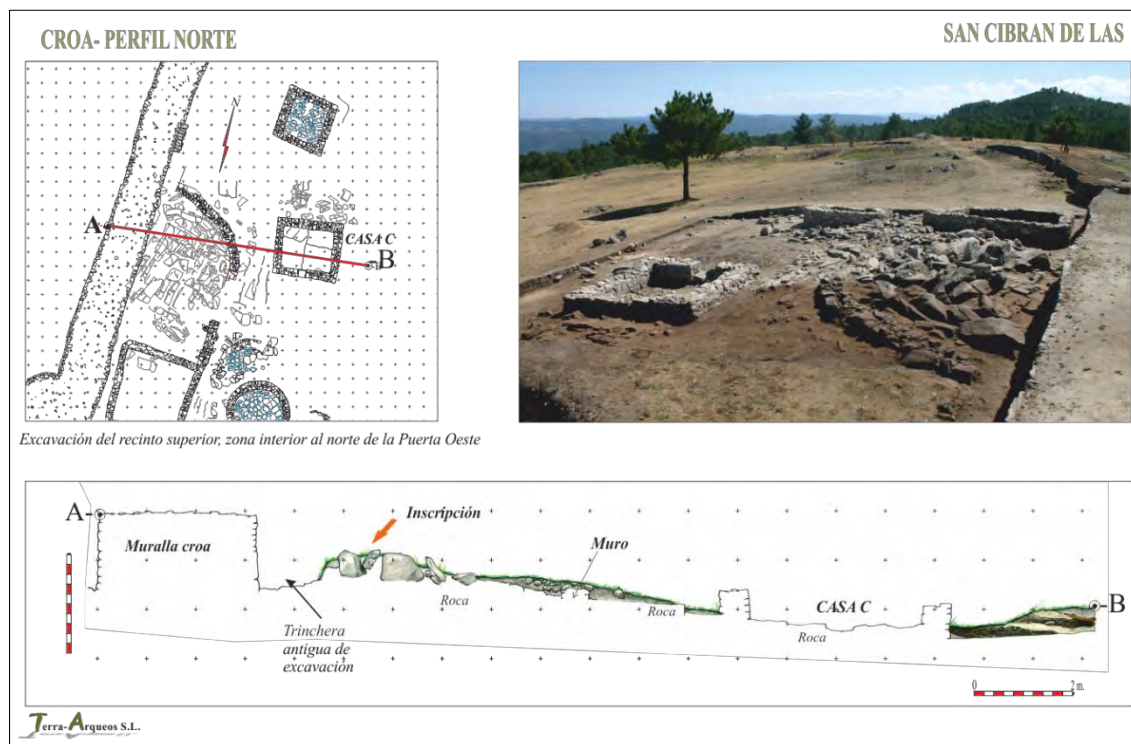 CROA- PERFIL NORTE
SAN CIBRAN DE LAS
N
A
CASA C
-B
Excavación del recinto superior, zona interior al norte de la Puerta Oeste
A-
Inscripción
Muralla croa
Muro
Roca
Roca
CASA C
-B
Trinchera
antigua de
excavación
Roca
0 2 m.
Terra-Arqueos S.L.